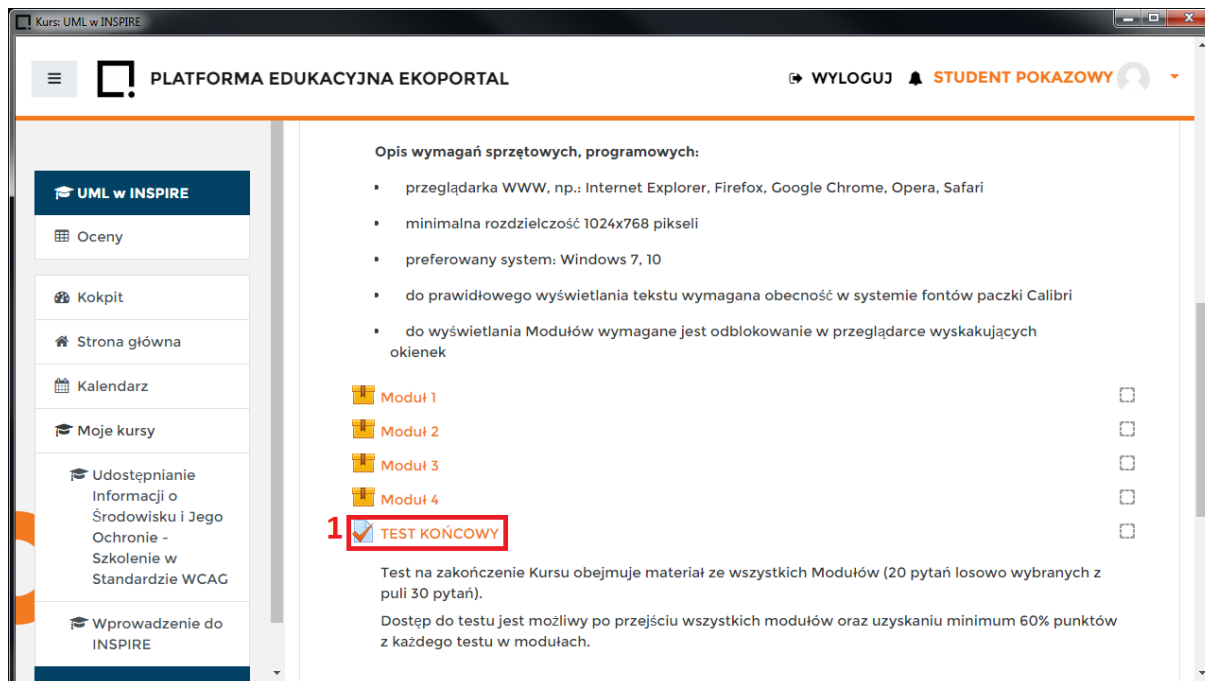 Kurs: UML w INSPIRE
PLATFORMA EDUKACYJNA EKOPORTAL
WYLOGUJ
STUDENT POKAZOWY
UML w INSPIRE
Oceny
Kokpit
Strona główna
Kalendarz
Moje kursy
Udostępnianie
Informacji o
Środowisku i Jego
Ochronie -
Szkolenie w
Standardzie WCAG
Wprowadzenie do
INSPIRE
Opis wymagań sprzętowych, programowych:
• przeglądarka WWW, np.: Internet Explorer, Firefox, Google Chrome, Opera, Safari
• minimalna rozdzielczość 1024x768 pikseli
• preferowany system: Windows 7, 10
• do prawidłowego wyświetlania tekstu wymagana obecność w systemie fontów paczki Calibri
• do wyświetlania Modułów wymagane jest odblokowanie w przeglądarce wyskakujących
okienek
Moduł 1
Moduł 2
Moduł 3
Moduł 4
1 TEST KOŃCOWY
Test na zakończenie Kursu obejmuje materiał ze wszystkich Modułów (20 pytań losowo wybranych z
puli 30 pytań).
Dostęp do testu jest możliwy po przejściu wszystkich modułów oraz uzyskaniu minimum 60% punktów
z każdego testu w modułach.